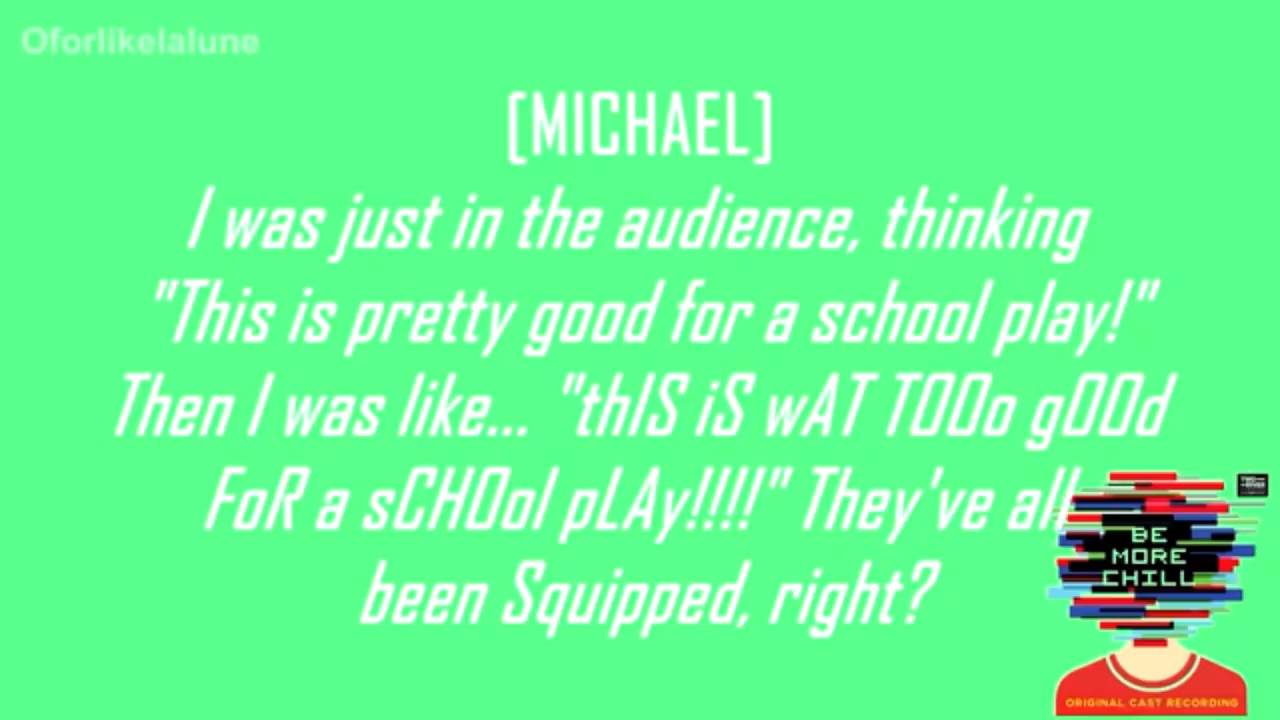 Oforlikelalune
[MICHAEL]
I was just in the audience, thinking
"This is pretty good for a school play!"
Then I was like... "thIS iS wAT TOOo gOOd
FoR a sCHOol pLAy!!!!" They've all
been Squipped, right?
BE
MORE
CHILL
ORIGINAL CAST RECORDING